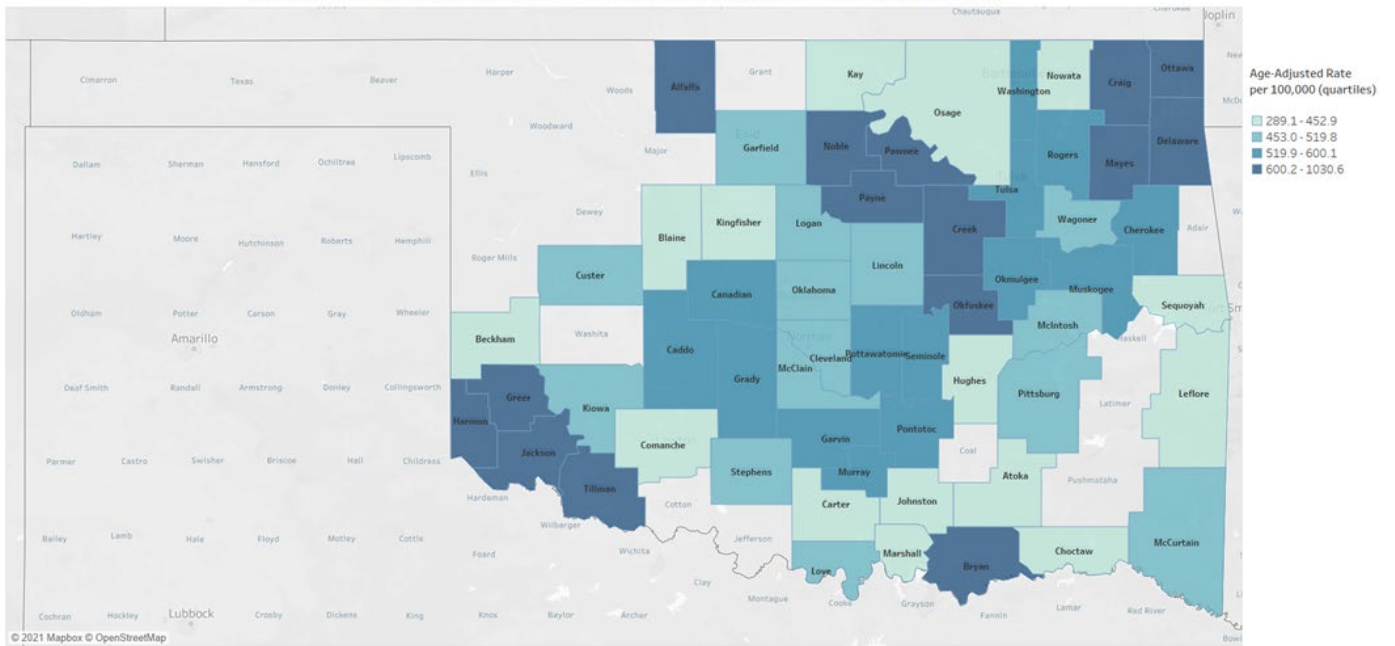 Chautauqua
Cherokee
Joplin
Cimarron
Texas
Beaver
Harper
Woods
Alfalfa
Grant
Kay
Osage
Washington
Nowata
Craig
Ottawa
Woodward
Major
Garfield
Noble
Pawnee
Rogers
Mayes
Delaware
Dallam
Sherman
Hansford
Ochiltree
Lipscomb
Ellis
Dewey
Blaine
Kingfisher
Logan
Payne
Creek
Tulsa
Wagoner
Cherokee
Adair
Hartley
Moore
Hutchinson
Roberts
Hemphill
Roger Mills
Custer
Canadian
Oklahoma
Lincoln
Okmulgee
Muskogee
Okfuskee
Sequoyah
McIntosh
Haskell
Oldham
Potter
Carson
Gray
Wheeler
Amarillo
Beckham
Washita
Caddo
Grady
McClain
Cleveland
Pottawatomie
Seminole
Hughes
Pittsburg
Latimer
Leflore
Deaf Smith
Randall
Armstrong
Donley
Collingsworth
Greer
Harmon
Kiowa
Jackson
Tillman
Comanche
Stephens
Garvin
Murray
Pontotoc
Coal
Atoka
Pushmataha
Parmer
Castro
Swisher
Briscoe
Hall
Childress
Hardeman
Wilbarger
Cotton
Jefferson
Carter
Johnston
Marshall
Love
Bryan
Choctaw
McCurtain
Bailey
Lamb
Hale
Floyd
Motley
Cottle
Foard
Wichita
Clay
Montague
Cooke
Grayson
Fannin
Lamar
Red River
Cochran
Hockley
Lubbock
Crosby
Dickens
King
Knox
Baylor
Archer
© 2021 Mapbox © OpenStreetMap
Age-Adjusted Rate
per 100,000 (quartiles)
289.1 - 452.9
453.0 - 519.8
519.9 - 600.1
600.2 - 1030.6